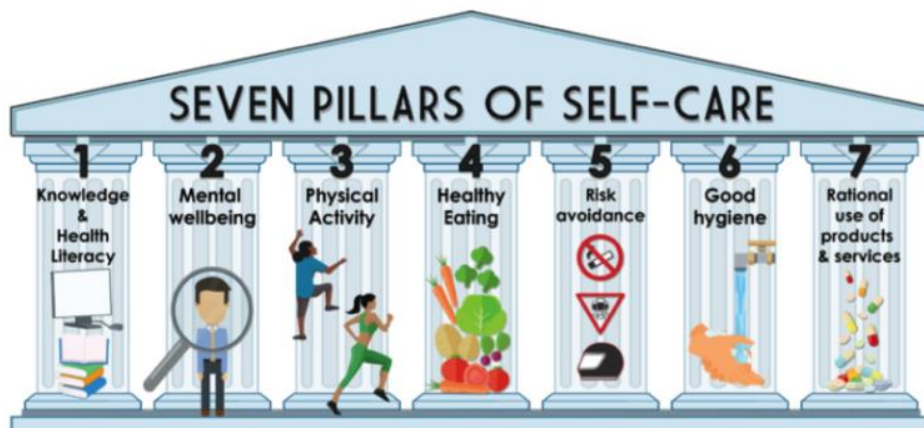 SEVEN PILLARS OF SELF-CARE
1
Knowledge
&
Health
Literacy
2
Mental
wellbeing
3
Physical
Activity
4
Healthy
Eating
5
Risk
avoidance
6
Good
hygiene
7
Rational
use of
products
& services